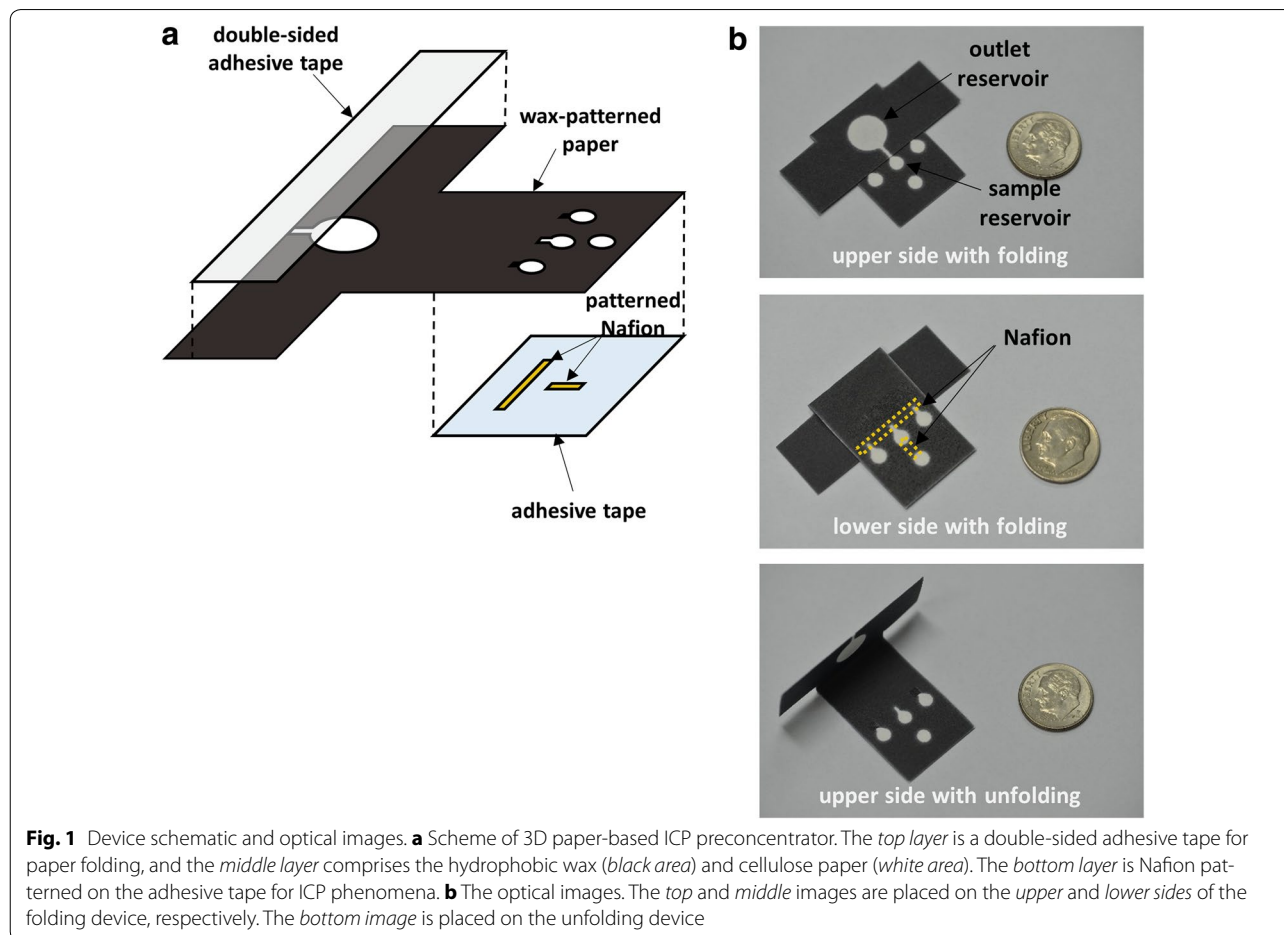 a
double-sided
adhesive tape
wax-patterned
paper
patterned
Nafion
adhesive tape
b
outlet
reservoir
sample
reservoir
upper side with folding
Nafion
lower side with folding
upper side with unfolding
Fig. 1 Device schematic and optical images. a Scheme of 3D paper-based ICP preconcentrator. The top layer is a double-sided adhesive tape for
paper folding, and the middle layer comprises the hydrophobic wax (black area) and cellulose paper (white area). The bottom layer is Nafion pat-
terned on the adhesive tape for ICP phenomena. b The optical images. The top and middle images are placed on the upper and lower sides of the
folding device, respectively. The bottom image is placed on the unfolding device